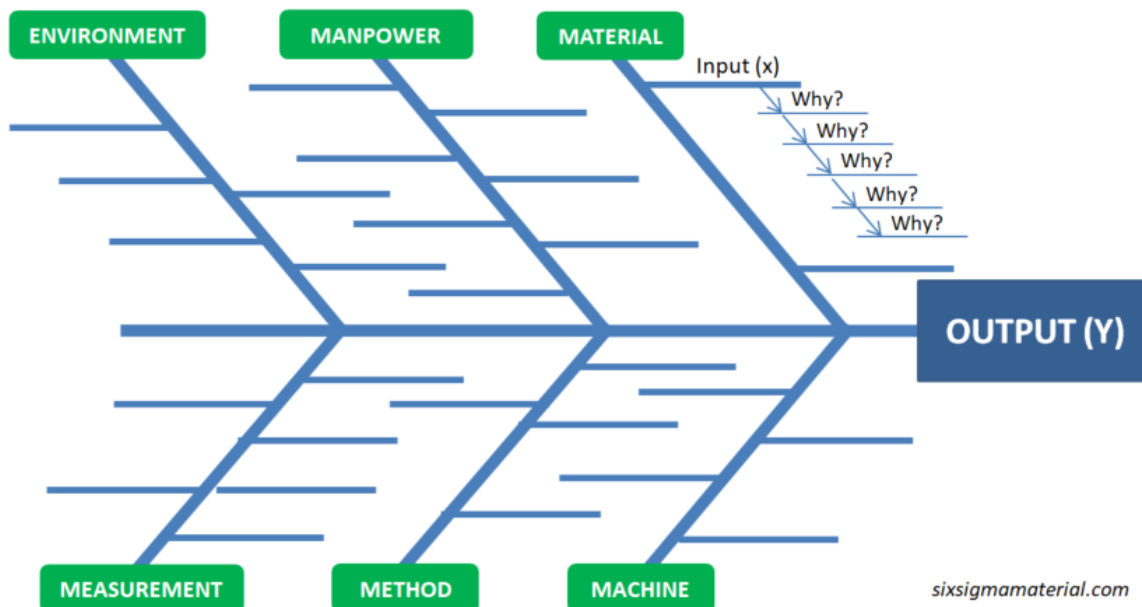 ENVIRONMENT
MANPOWER
MATERIAL
Input (x)
Why?
Why?
Why?
Why?
Why?
OUTPUT (Y)
MEASUREMENT
METHOD
MACHINE
sixsigmamaterial.com